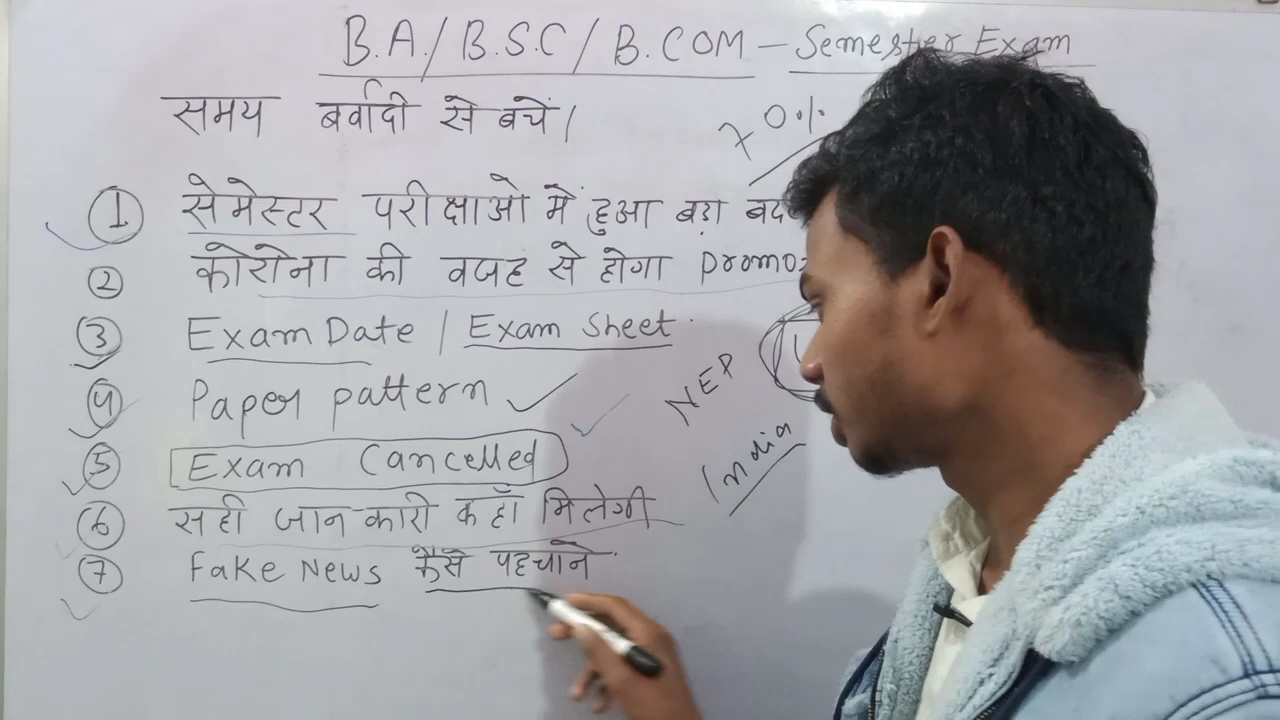 B.A./B.S.C/B.COM – Semester Exam
समय बर्वादी से बचें।
70%
① सेमेस्टर परीक्षाओ में हुआ बड़ा
② कोरोना की वजह से होगा
③ Exam Date / Exam Sheet.
④ Paper pattern ✓
⑤ Exam Cancelled
⑥ सही जानकारी कहाँ मिलेगी
⑦ Fake News कैसे पहचाने.
NEP
India